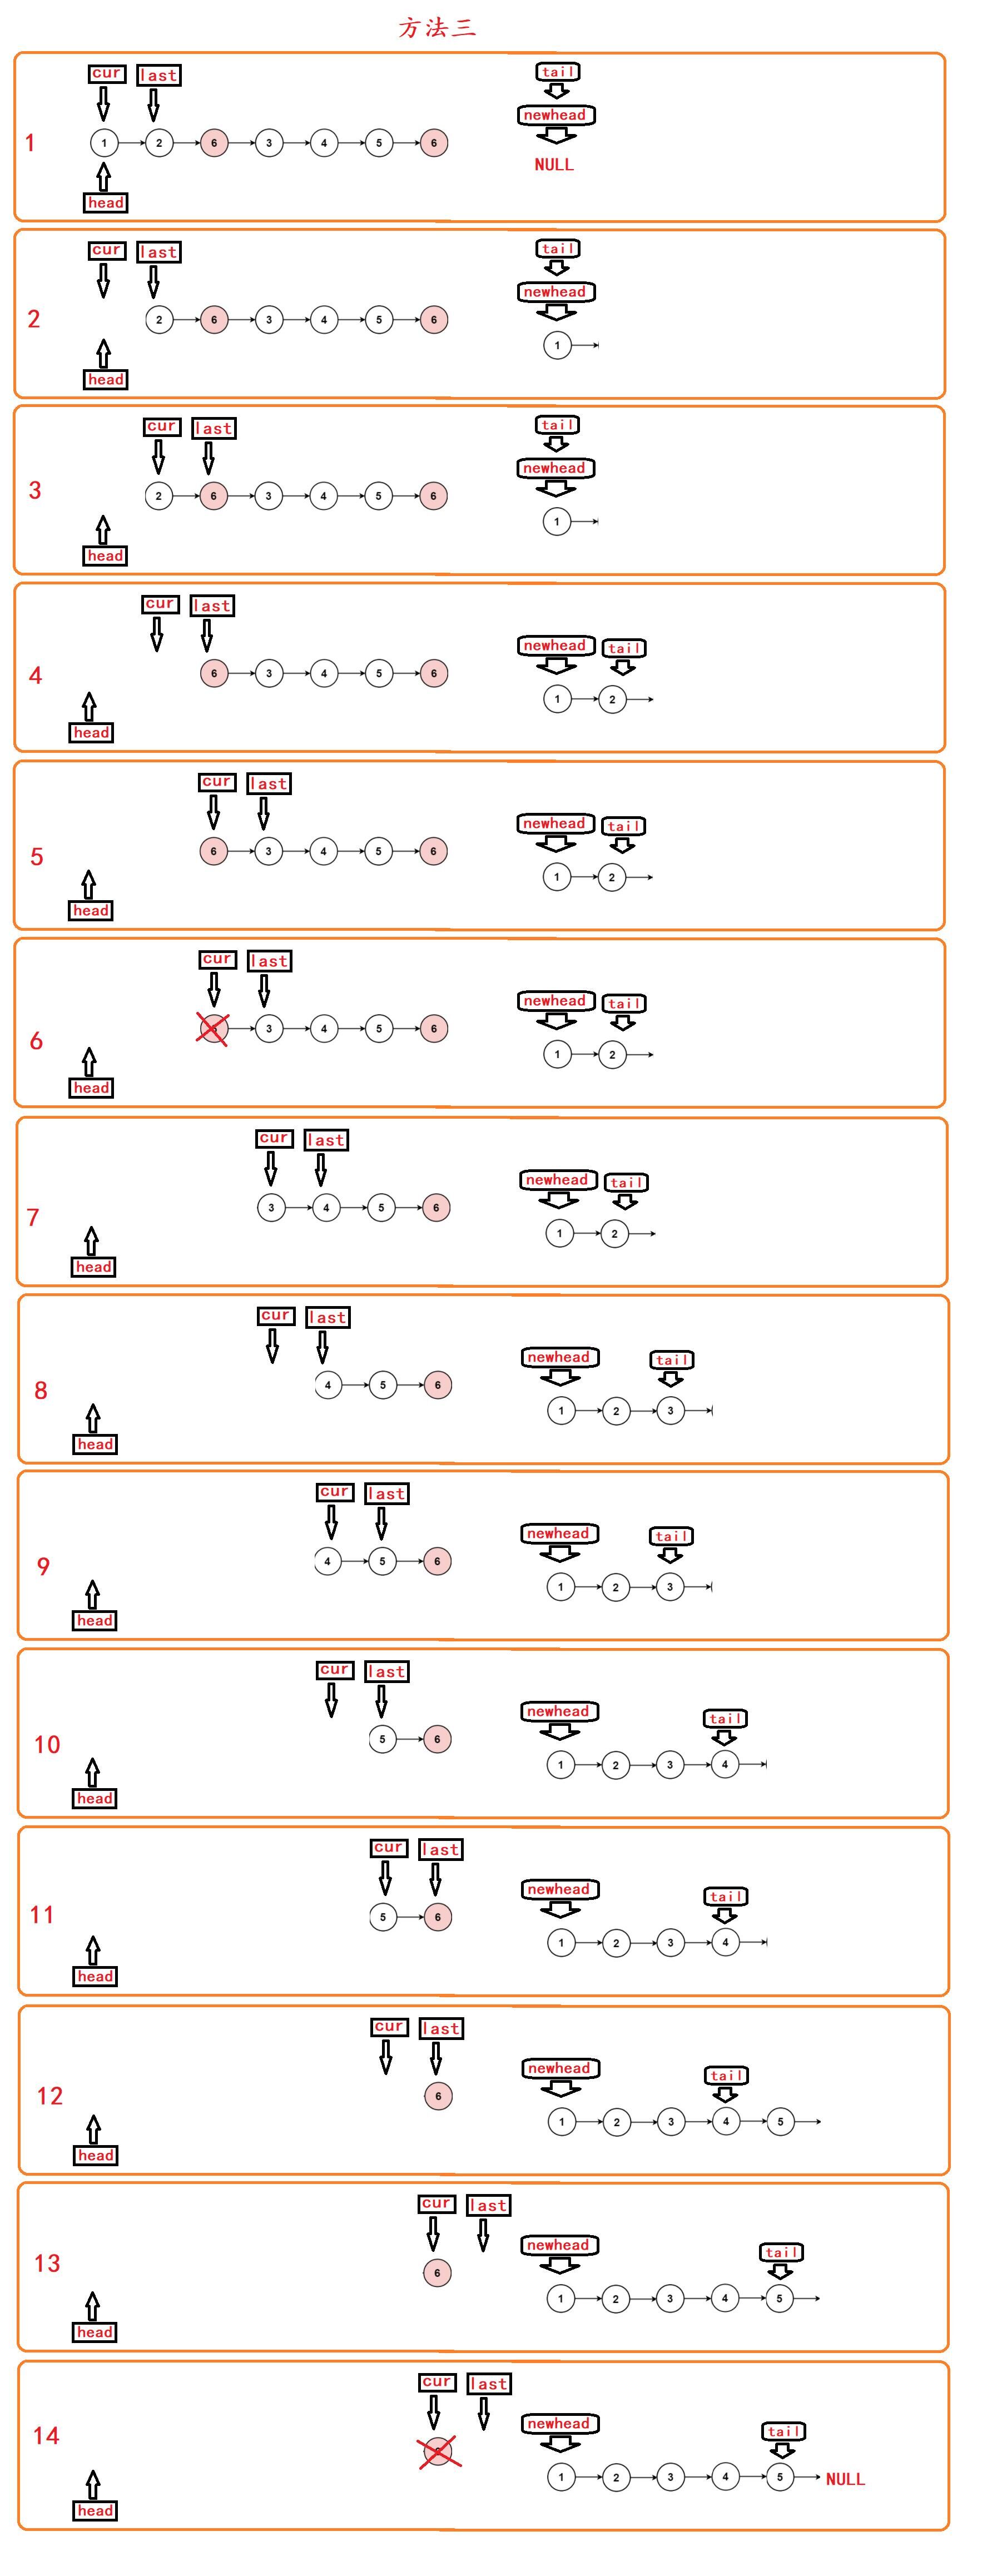 方法三
cur last tail
newhead
1 1 2 6 3 4 5 6
NULL
head
cur last tail
newhead
2 2 6 3 4 5 6
1
head
cur last tail
newhead
3 2 6 3 4 5 6
1
head
cur last
newhead tail
4 6 3 4 5 6
1 2
head
cur last
newhead tail
5 6 3 4 5 6
1 2
head
cur last
newhead tail
6 3 4 5 6
1 2
head
cur last
newhead tail
7 3 4 5 6
1 2
head
cur last
newhead tail
8 4 5 6
1 2 3
head
cur last
newhead tail
9 4 5 6
1 2 3
head
cur last
newhead tail
10 5 6
1 2 3 4
head
cur last
newhead tail
11 5 6
1 2 3 4
head
cur last
newhead tail
12 6
1 2 3 4 5
head
cur last
newhead tail
13 6
1 2 3 4 5
head
cur last
newhead tail
14
1 2 3 4 5 NULL
head